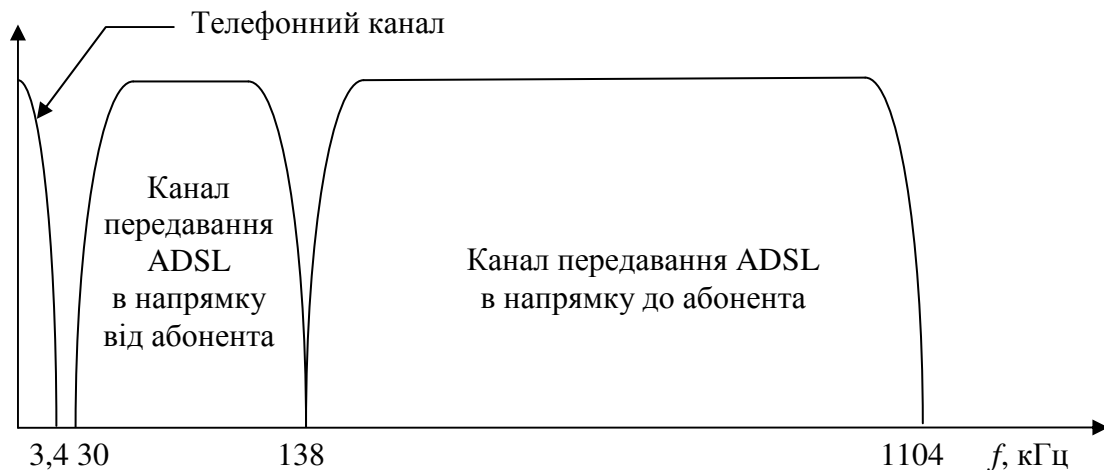 Телефонний канал
Канал
передавання
ADSL
в напрямку
від абонента
Канал передавання ADSL
в напрямку до абонента
3,4 30 138 1104 f, кГц